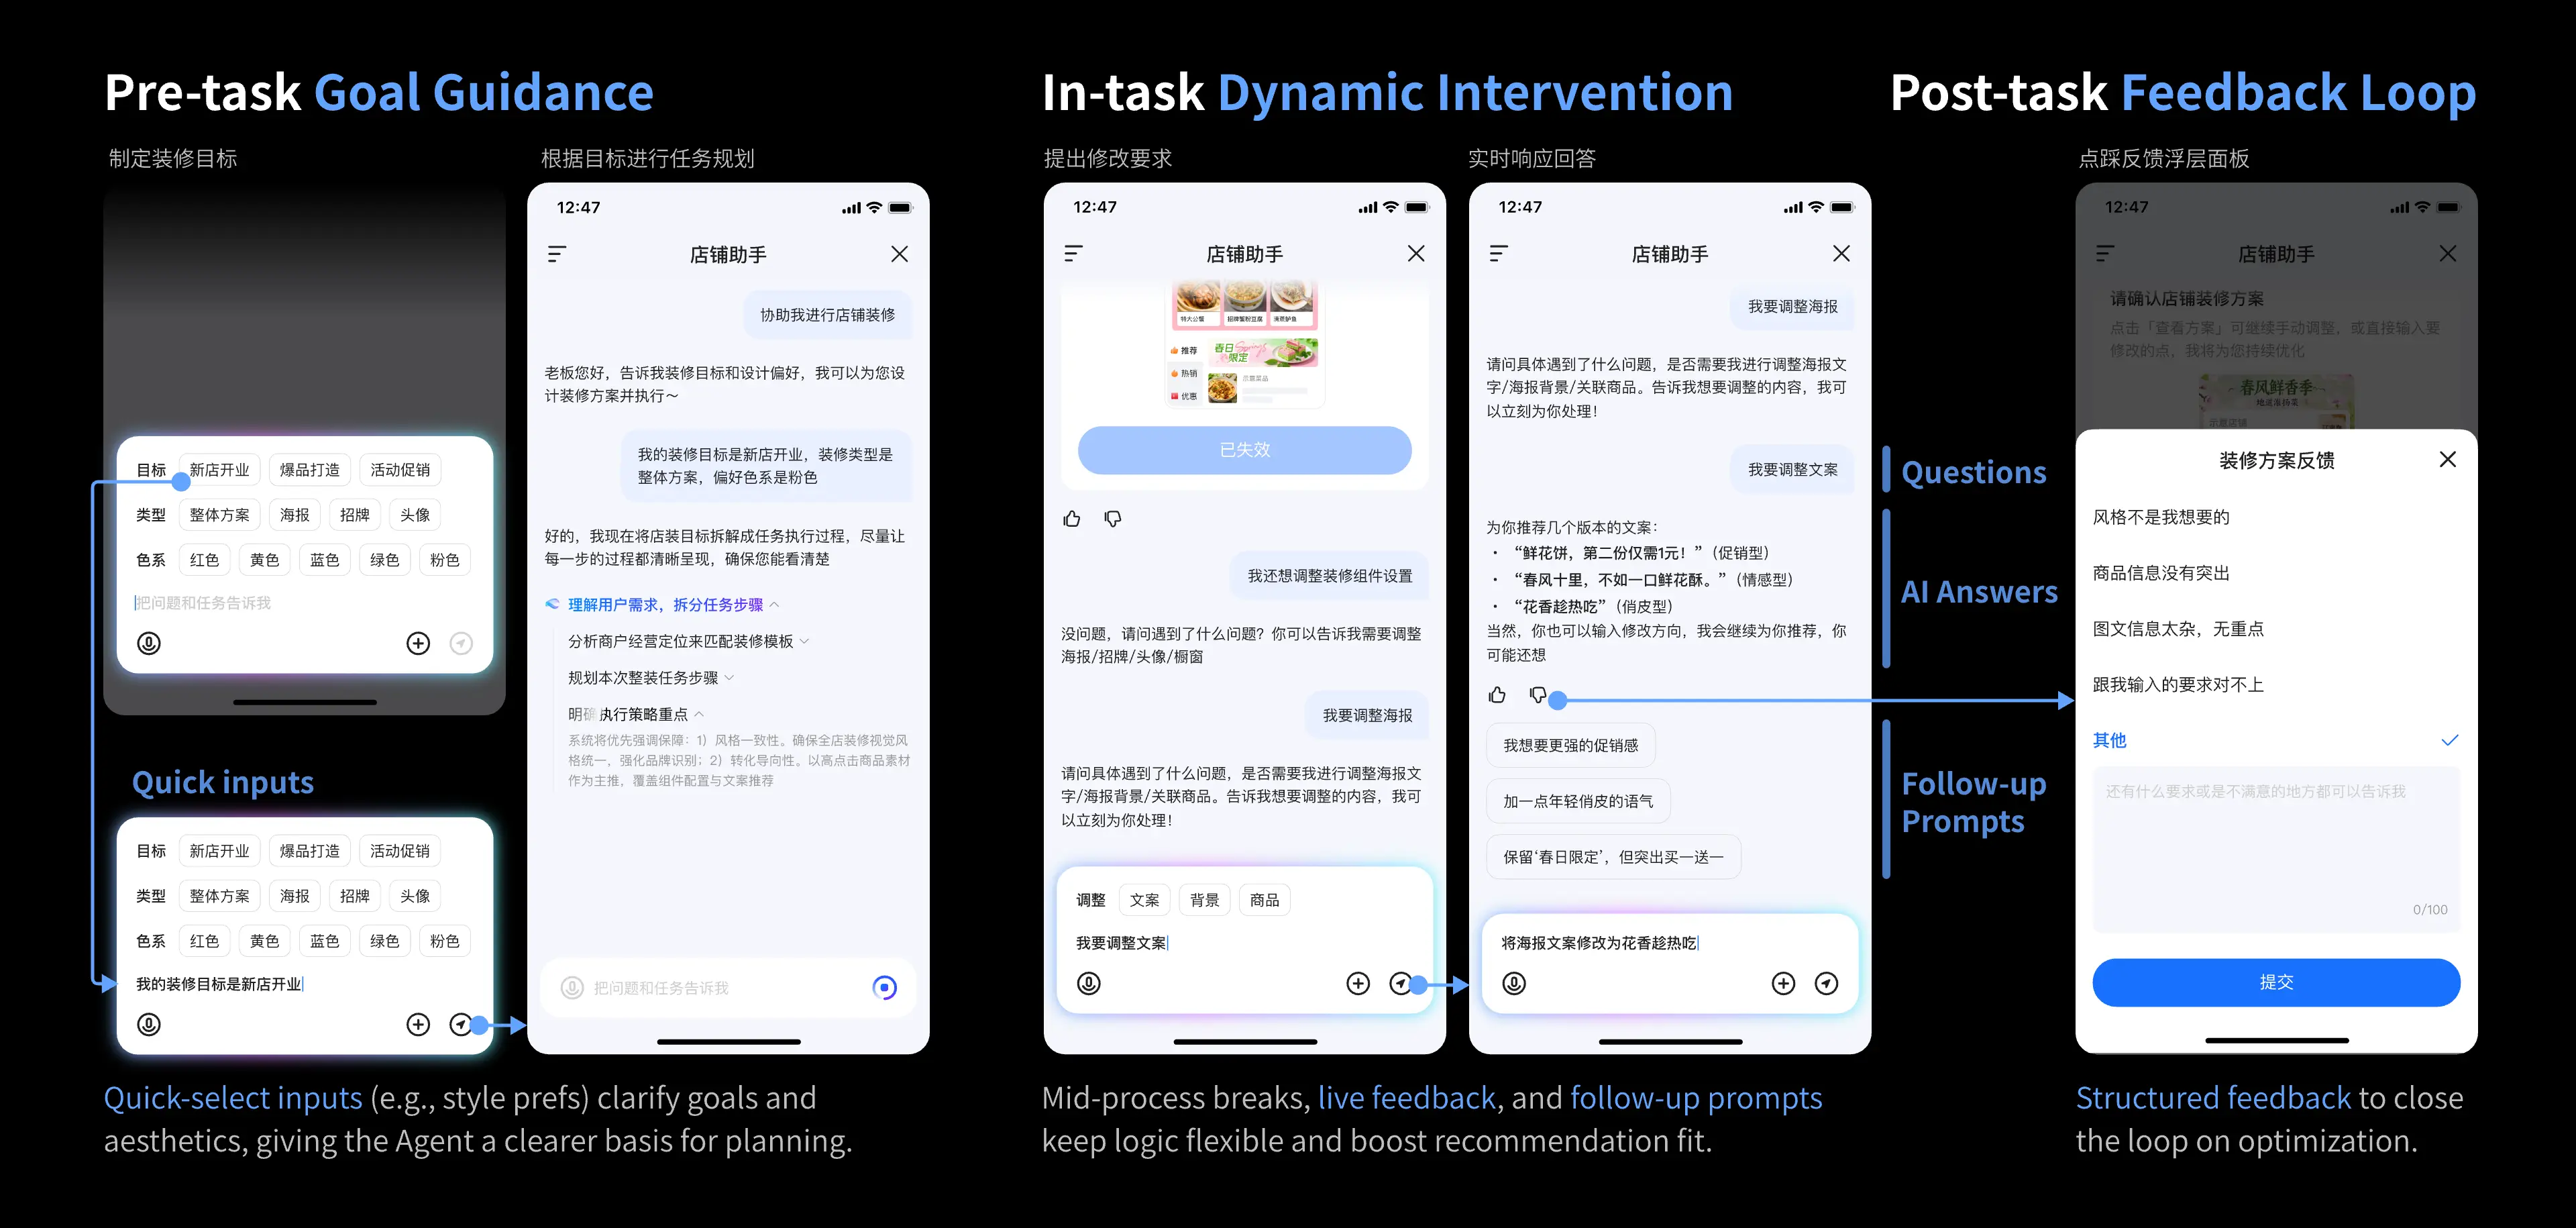 Pre-task Goal Guidance
制定装修目标
目标 新店开业 爆品打造 活动促销
类型 整体方案 海报 招牌 头像
色系 红色 黄色 蓝色 绿色 粉色
把问题和任务告诉我
Quick inputs
目标 新店开业 爆品打造 活动促销
类型 整体方案 海报 招牌 头像
色系 红色 黄色 蓝色 绿色 粉色
我的装修目标是新店开业
根据目标进行任务规划
12:47
店铺助手
协助我进行店铺装修
老板您好，告诉我装修目标和设计偏好，我可以为您设
计装修方案并执行～
我的装修目标是新店开业，装修类型是
整体方案，偏好色系是粉色
好的，我现在将店装目标拆解成任务执行过程，尽量让
每一步的过程都清晰呈现，确保您能看清楚
理解用户需求，拆分任务步骤
分析商户经营定位来匹配装修模板
规划本次整装任务步骤
明确执行策略重点
系统将优先强调保障：1）风格一致性。确保全店装修视觉风
格统一，强化品牌识别；2）转化导向性。以高点击商品素材
作为主推，覆盖组件配置与文案推荐
把问题和任务告诉我
Quick-select inputs (e.g., style prefs) clarify goals and
aesthetics, giving the Agent a clearer basis for planning.
In-task Dynamic Intervention
提出修改要求
12:47
店铺助手
特大公蟹 招牌蟹粉豆腐 清蒸鲈鱼
推荐
春日 Springs
限定
热销
示意菜品
优惠
已失效
我还想调整装修组件设置
没问题，请问遇到了什么问题？你可以告诉我需要调整
海报/招牌/头像/橱窗
我要调整海报
请问具体遇到了什么问题，是否需要我进行调整海报文
字/海报背景/关联商品。告诉我想要调整的内容，我可
以立刻为你处理！
调整 文案 背景 商品
我要调整文案
实时响应回答
12:47
店铺助手
我要调整海报
请问具体遇到了什么问题，是否需要我进行调整海报文
字/海报背景/关联商品。告诉我想要调整的内容，我可
以立刻为你处理！
我要调整文案
为你推荐几个版本的文案：
· “鲜花饼，第二份仅需1元！”（促销型）
· “春风十里，不如一口鲜花酥。”（情感型）
· “花香趁热吃”（俏皮型）
当然，你也可以输入修改方向，我会继续为你推荐，你
可能还想
我想要更强的促销感
加一点年轻俏皮的语气
保留‘春日限定’，但突出买一送一
将海报文案修改为花香趁热吃
Questions
AI Answers
Follow-up
Prompts
Mid-process breaks, live feedback, and follow-up prompts
keep logic flexible and boost recommendation fit.
Post-task Feedback Loop
点踩反馈浮层面板
12:47
店铺助手
请确认店铺装修方案
点击「查看方案」可继续手动调整，或直接输入要
修改的点，我将为您持续优化
春风鲜香季
地道淮扬菜
示意店铺
装修方案反馈
风格不是我想要的
商品信息没有突出
图文信息太杂，无重点
跟我输入的要求对不上
其他
还有什么要求或是不满意的地方都可以告诉我
0/100
提交
Structured feedback to close
the loop on optimization.